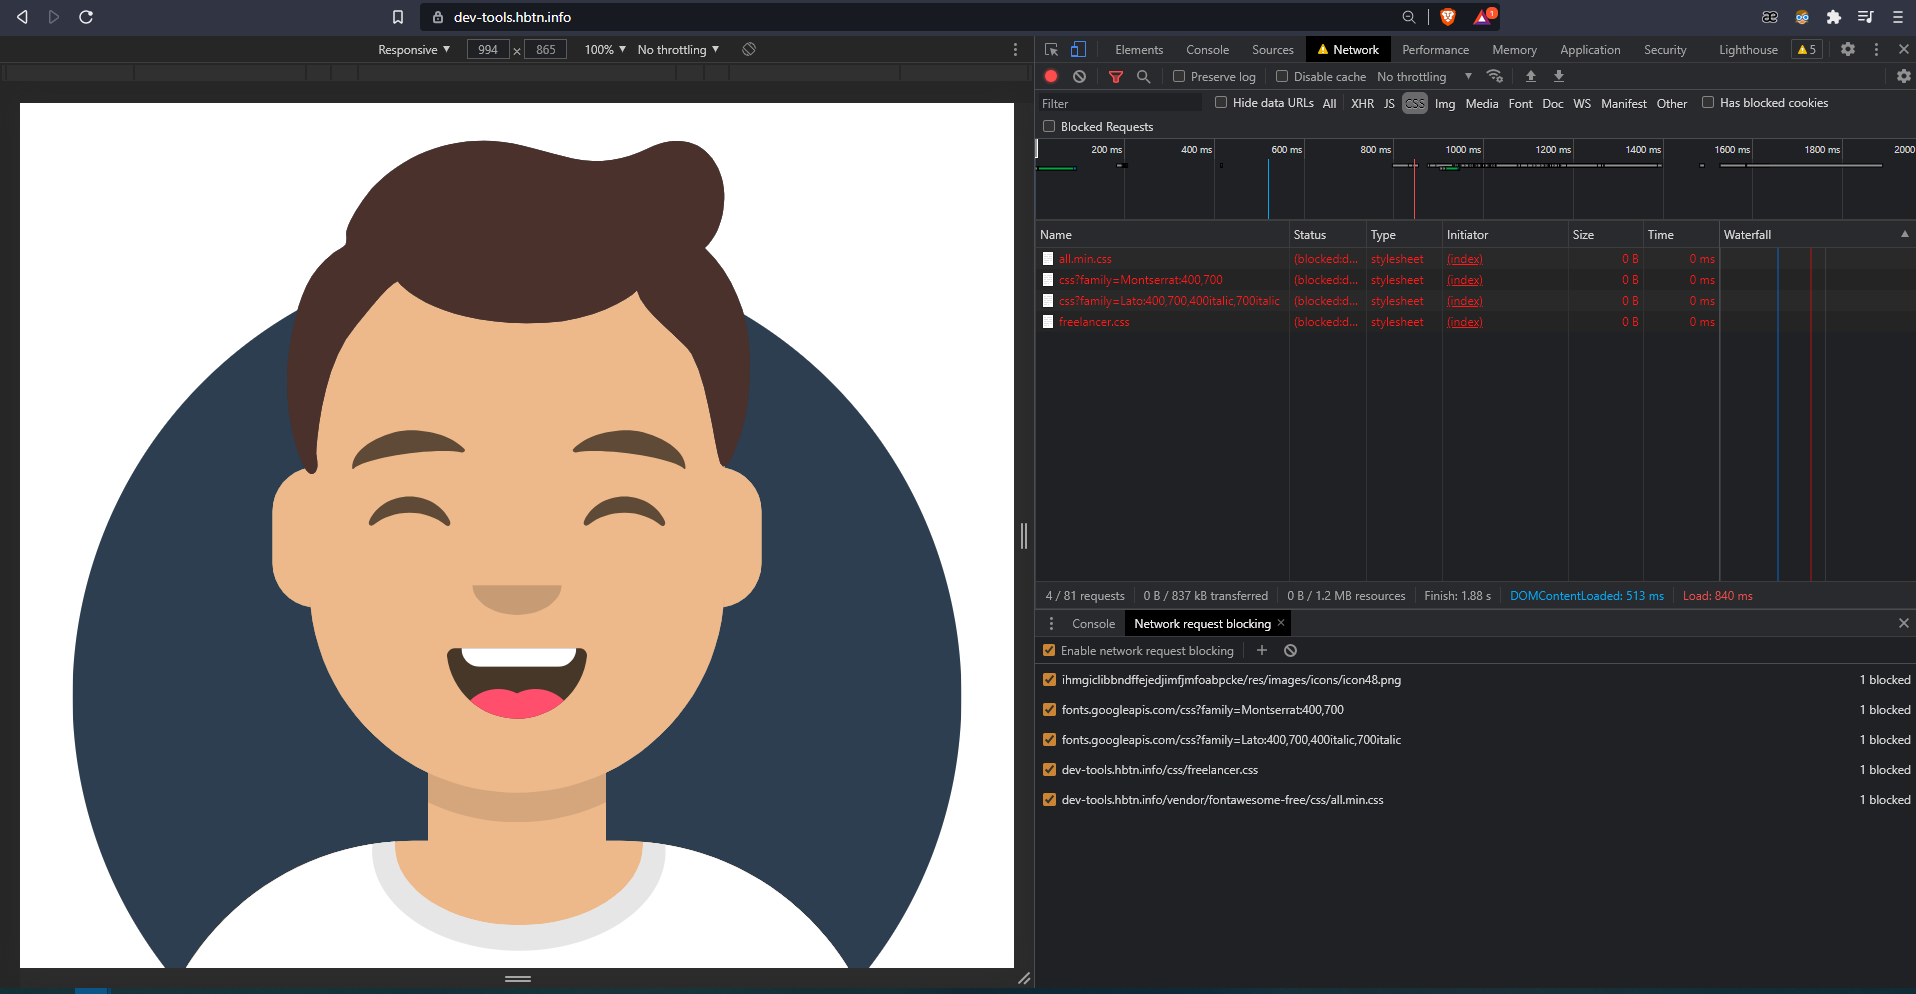 dev-tools.hbtn.info
1
æ
Responsive ▼ 994 × 865 100% ▼ No throttling ▼
Elements Console Sources Network Performance Memory Application Security Lighthouse 5
Preserve log Disable cache No throttling ▼
Filter Hide data URLs All XHR JS CSS Img Media Font Doc WS Manifest Other Has blocked cookies
Blocked Requests
200 ms 400 ms 600 ms 800 ms 1000 ms 1200 ms 1400 ms 1600 ms 1800 ms 2000
Name Status Type Initiator Size Time Waterfall
all.min.css (blocked:d... stylesheet (index) 0 B 0 ms
css?family=Montserrat:400,700 (blocked:d... stylesheet (index) 0 B 0 ms
css?family=Lato:400,700,400italic,700italic (blocked:d... stylesheet (index) 0 B 0 ms
freelancer.css (blocked:d... stylesheet (index) 0 B 0 ms
4 / 81 requests 0 B / 837 kB transferred 0 B / 1.2 MB resources Finish: 1.88 s DOMContentLoaded: 513 ms Load: 840 ms
Console Network request blocking ×
Enable network request blocking
ihmgiclibbndffejedjimfjmfoabpcke/res/images/icons/icon48.png 1 blocked
fonts.googleapis.com/css?family=Montserrat:400,700 1 blocked
fonts.googleapis.com/css?family=Lato:400,700,400italic,700italic 1 blocked
dev-tools.hbtn.info/css/freelancer.css 1 blocked
dev-tools.hbtn.info/vendor/fontawesome-free/css/all.min.css 1 blocked